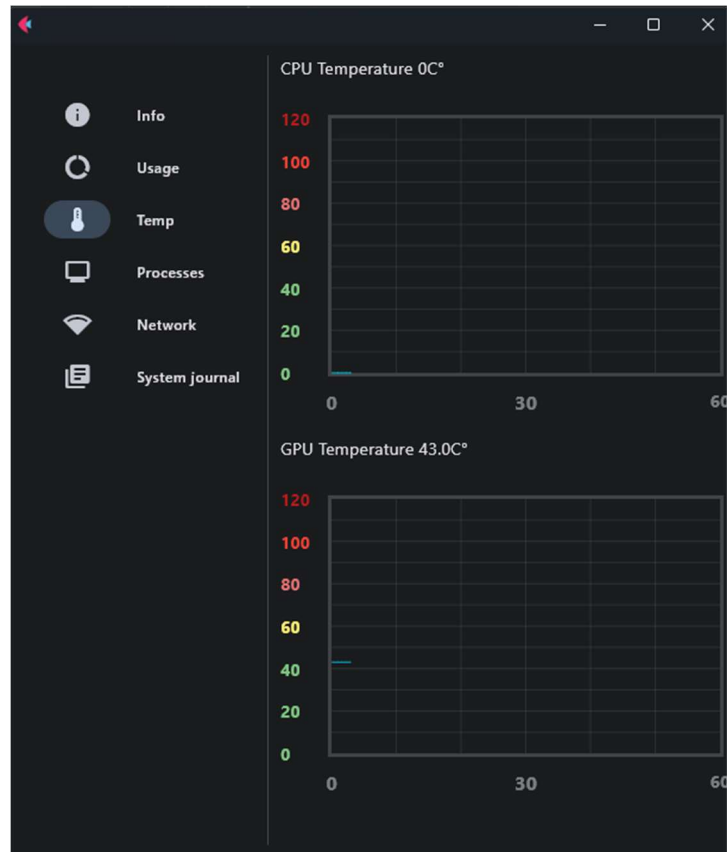 Info
Usage
Temp
Processes
Network
System journal
CPU Temperature 0C°
120
100
80
60
40
20
0
0 30 60
GPU Temperature 43.0C°
120
100
80
60
40
20
0
0 30 60